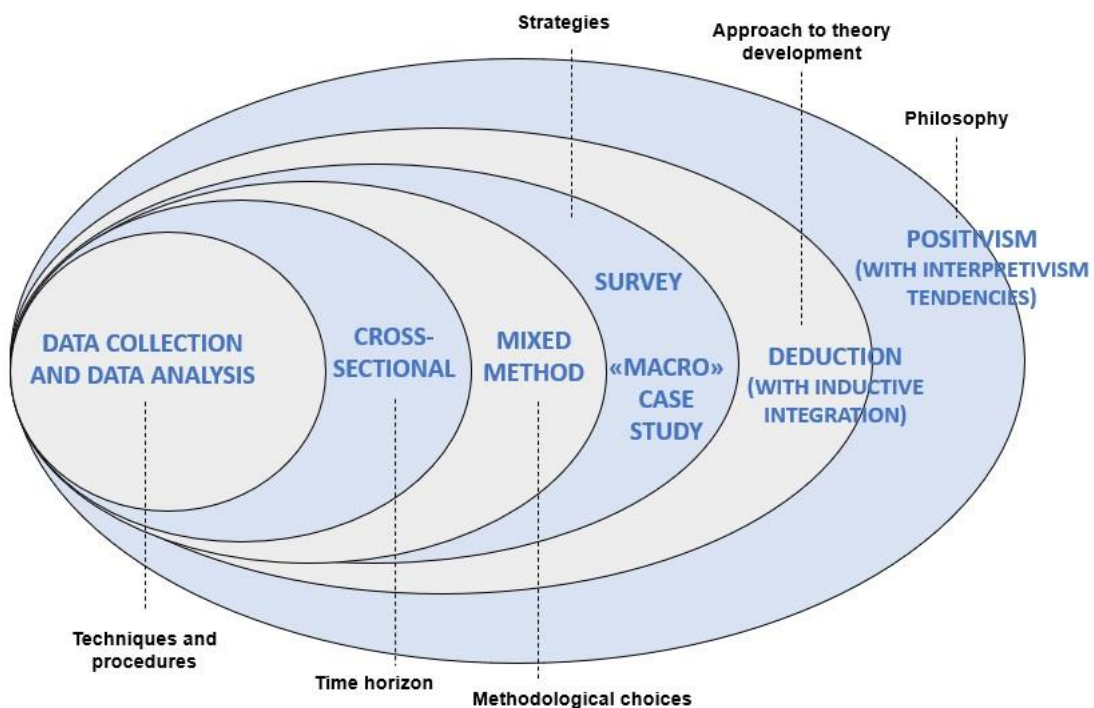 Strategies
Approach to theory
development
Philosophy
POSITIVISM
(WITH INTERPRETIVISM
TENDENCIES)
SURVEY
«MACRO»
CASE
STUDY
DEDUCTION
(WITH INDUCTIVE
INTEGRATION)
MIXED
METHOD
CROSS-
SECTIONAL
DATA COLLECTION
AND DATA ANALYSIS
Techniques and
procedures
Time horizon
Methodological choices